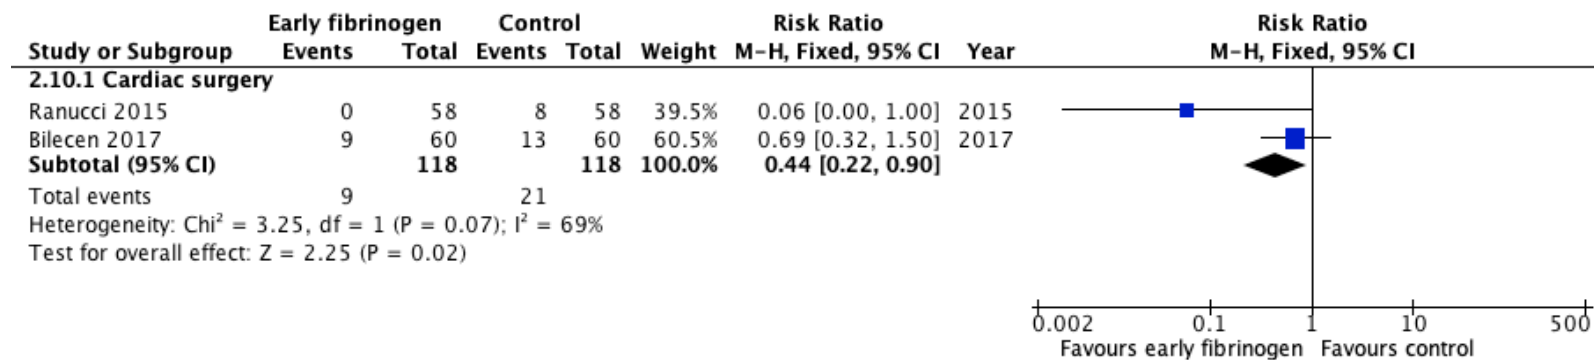 Early fibrinogen Control Risk Ratio Risk Ratio
Study or Subgroup Events Total Events Total Weight M-H, Fixed, 95% CI Year M-H, Fixed, 95% CI
2.10.1 Cardiac surgery
Ranucci 2015 0 58 8 58 39.5% 0.06 [0.00, 1.00] 2015
Bilecen 2017 9 60 13 60 60.5% 0.69 [0.32, 1.50] 2017
Subtotal (95% CI) 118 118 100.0% 0.44 [0.22, 0.90]
Total events 9 21
Heterogeneity: Chi² = 3.25, df = 1 (P = 0.07); I² = 69%
Test for overall effect: Z = 2.25 (P = 0.02)
0.002 0.1 1 10 500
Favours early fibrinogen Favours control